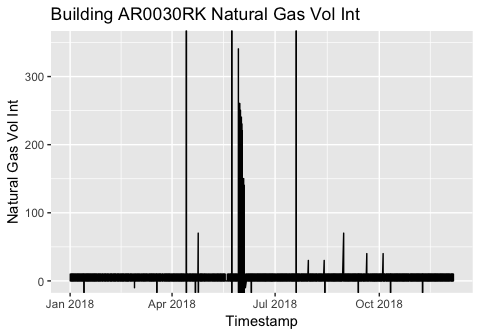 Building AR0030RK Natural Gas Vol Int
Natural Gas Vol Int
300
200
100
0
Jan 2018
Apr 2018
Jul 2018
Oct 2018
Timestamp